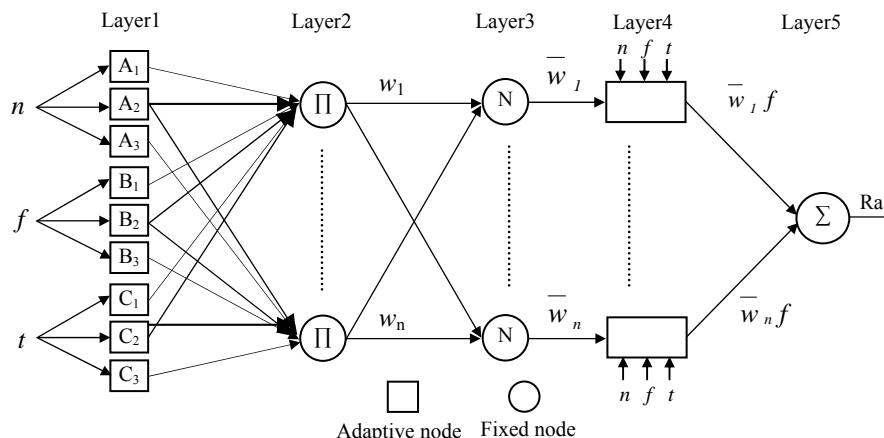 Layer1 Layer2 Layer3 Layer4 Layer5
n f t
A₁
n A₂
A₃
∏ w₁ N w̅ ₁ w̅ ₁ f
B₁
f B₂
B₃
Σ Ra
C₁
t C₂
C₃
∏ wₙ N w̅ ₙ w̅ ₙ f
n f t
Adaptive node Fixed node